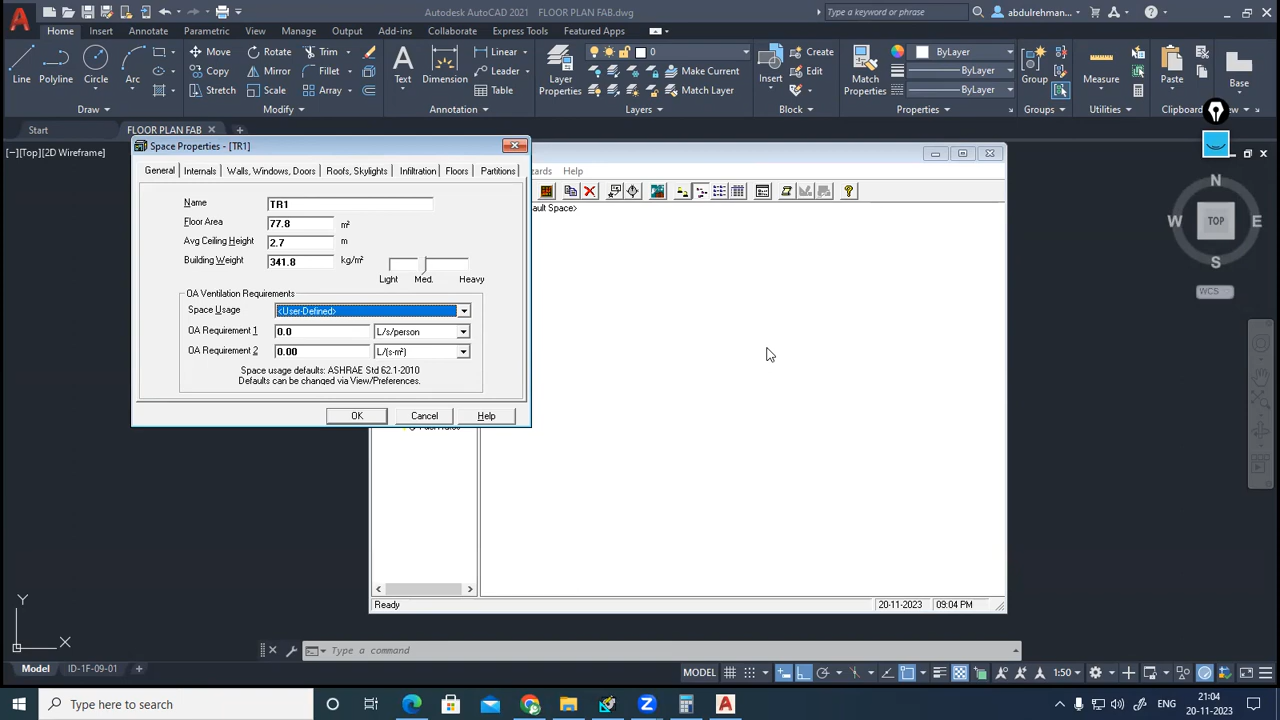 Autodesk AutoCAD 2021 FLOOR PLAN FAB.dwg
Type a keyword or phrase
abdulrehman...
Home Insert Annotate Parametric View Manage Output Add-ins Collaborate Express Tools Featured Apps
Line Polyline Circle Arc
Move Rotate Trim
Copy Mirror Fillet
Stretch Scale Array
Text Dimension
Linear
Leader
Table
Layer Properties
0
Make Current
Match Layer
Insert
Create
Edit
Match Properties
ByLayer
ByLayer
ByLayer
Group
Measure
Paste
Base
Draw Modify Annotation Layers Block Properties Groups Utilities Clipboard
Start FLOOR PLAN FAB
[−][Top][2D Wireframe]
Space Properties - [TR1]
General Internals Walls, Windows, Doors Roofs, Skylights Infiltration Floors Partitions
Name TR1
Floor Area 77.8 m²
Avg Ceiling Height 2.7 m
Building Weight 341.8 kg/m²
Light Med. Heavy
OA Ventilation Requirements
Space Usage <User-Defined>
OA Requirement 1 0.0 L/s/person
OA Requirement 2 0.00 L/(s-m²)
Space usage defaults: ASHRAE Std 62.1-2010
Defaults can be changed via View/Preferences.
OK Cancel Help
Help
N
W TOP E
S
WCS
Ready 20-11-2023 09:04 PM
Y
X
Type a command
Model ID-1F-09-01
MODEL 1:50
Type here to search
ENG
21:04
20-11-2023